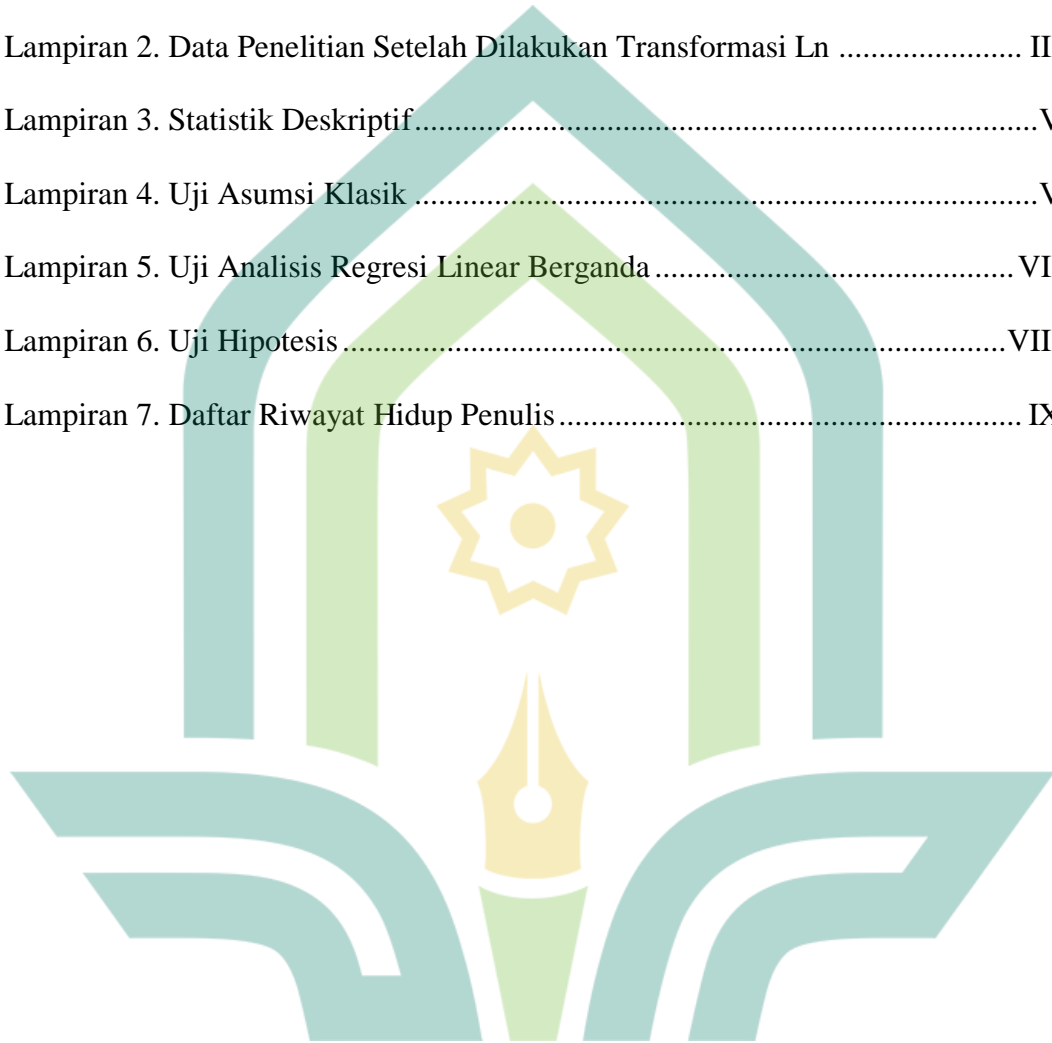 Lampiran 2. Data Penelitian Setelah Dilakukan Transformasi Ln ...................... II
Lampiran 3. Statistik Deskriptif..............................................................................V
Lampiran 4. Uji Asumsi Klasik ..............................................................................V
Lampiran 5. Uji Analisis Regresi Linear Berganda ............................................. VI
Lampiran 6. Uji Hipotesis...................................................................................VII
Lampiran 7. Daftar Riwayat Hidup Penulis .......................................................... IX